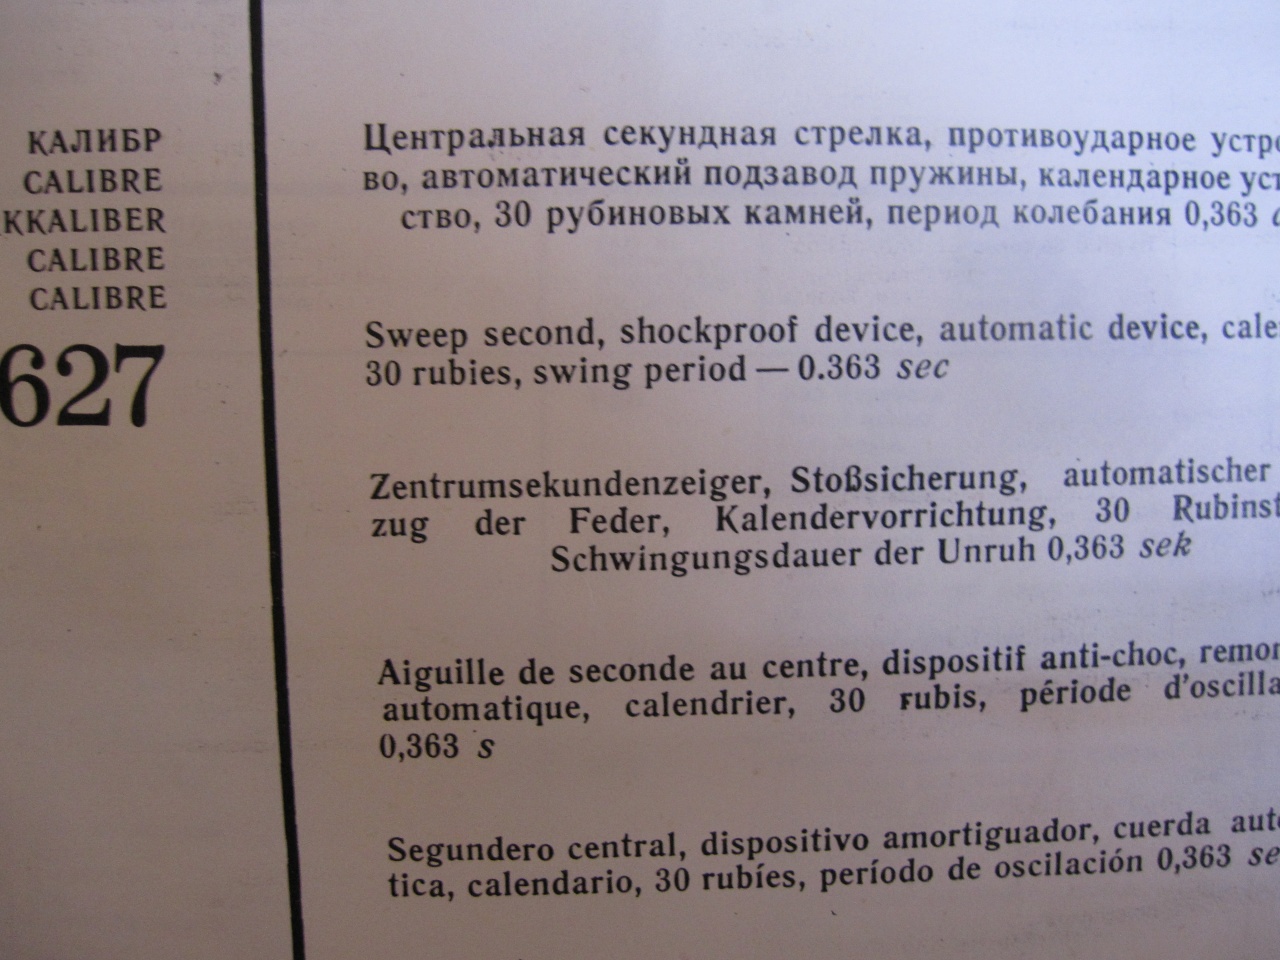 КАЛИБР
CALIBRE
KKALIBER
CALIBRE
CALIBRE
627
Центральная секундная стрелка, противоударное устро
во, автоматический подзавод пружины, календарное уст
ство, 30 рубиновых камней, период колебания 0,363
Sweep second, shockproof device, automatic device, cale
30 rubies, swing period — 0.363 sec
Zentrumsekundenzeiger, Stoßsicherung, automatischer
zug der Feder, Kalendervorrichtung, 30 Rubinst
Schwingungsdauer der Unruh 0,363 sek
Aiguille de seconde au centre, dispositif anti-choc, remon
automatique, calendrier, 30 rubis, période d'oscilla
0,363 s
Segundero central, dispositivo amortiguador, cuerda auto
tica, calendario, 30 rubíes, período de oscilación 0,363 se